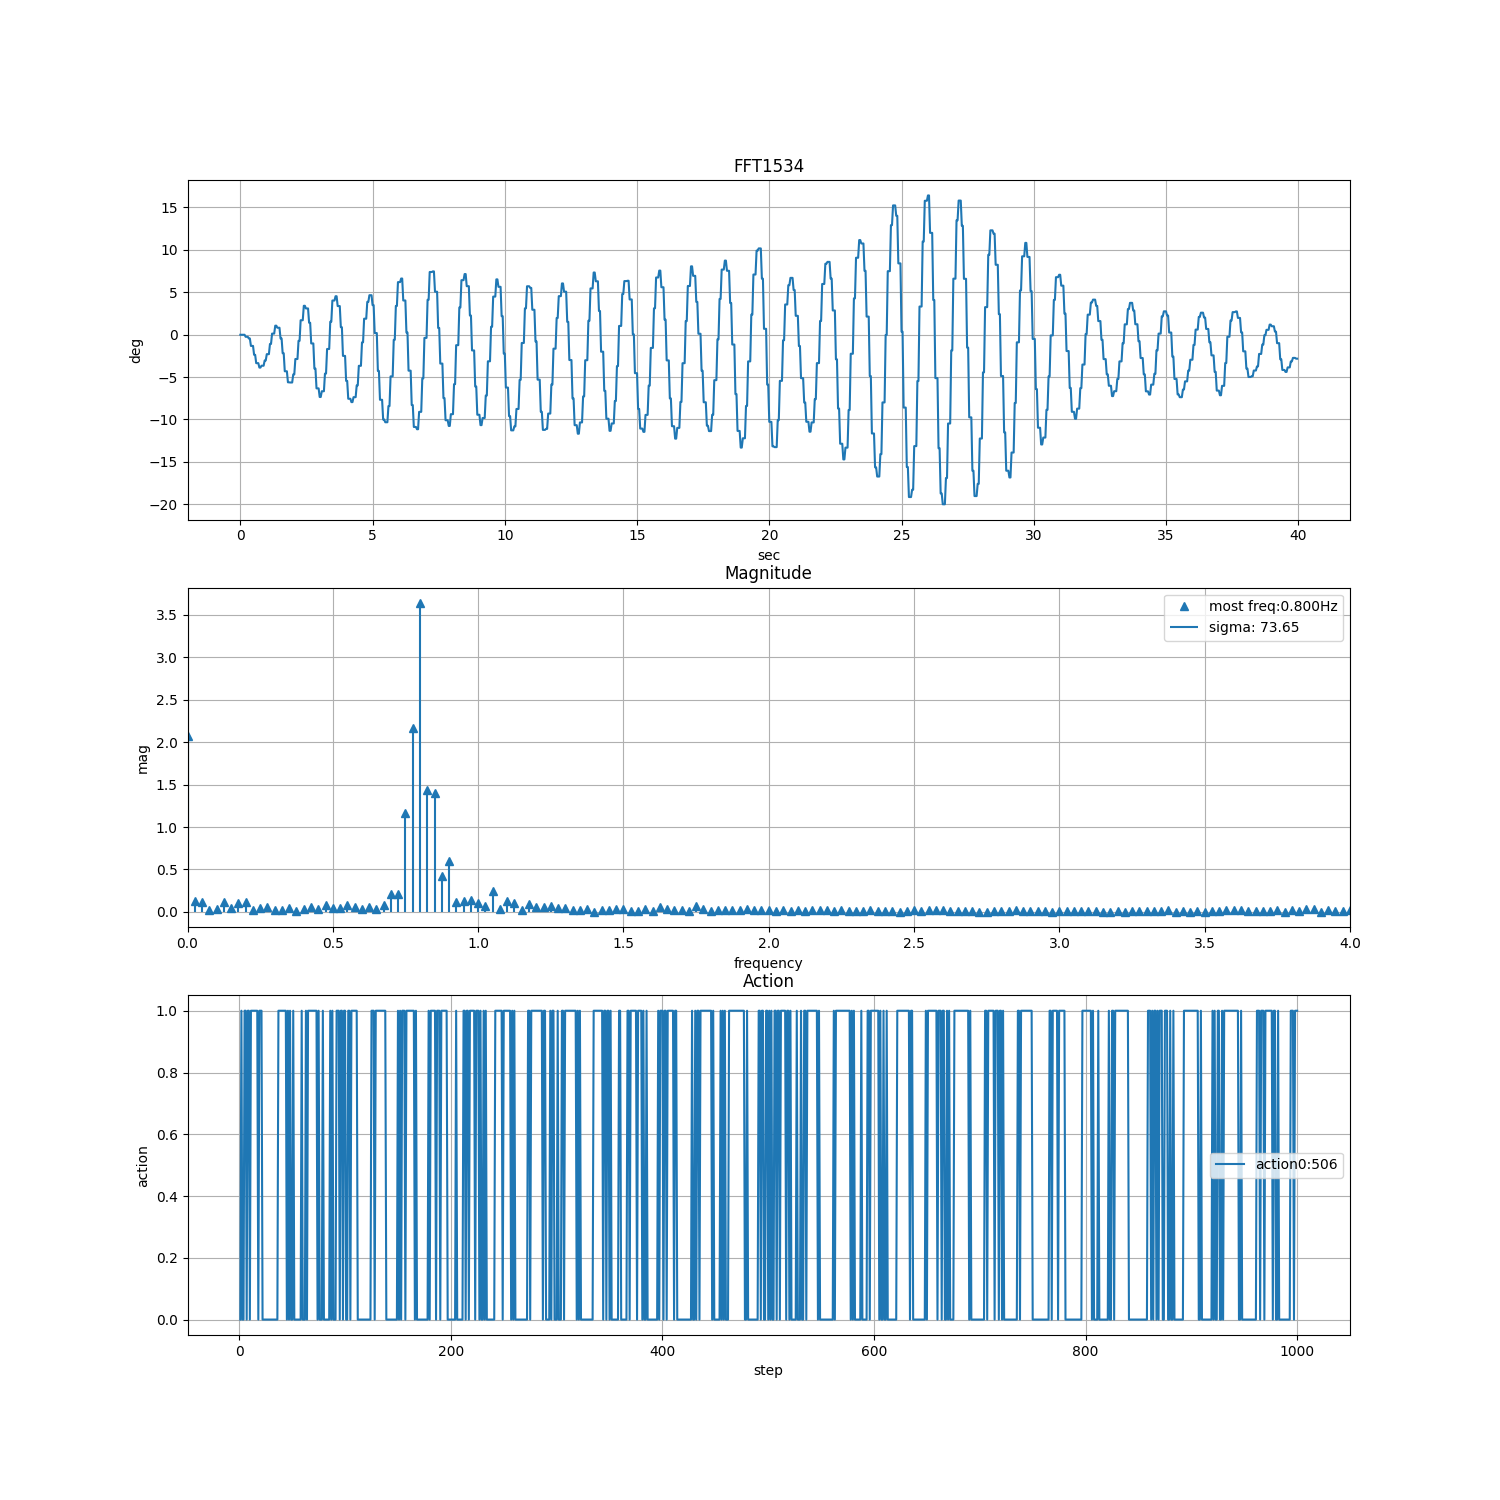 FFT1534
15
10
5
0
−5
−10
−15
−20
deg
0 5 10 15 20 25 30 35 40
sec
Magnitude
most freq:0.800Hz
sigma: 73.65
3.5
3.0
2.5
2.0
1.5
1.0
0.5
0.0
mag
0.0 0.5 1.0 1.5 2.0 2.5 3.0 3.5 4.0
frequency
Action
1.0
0.8
0.6
0.4
0.2
0.0
action
action0:506
0 200 400 600 800 1000
step